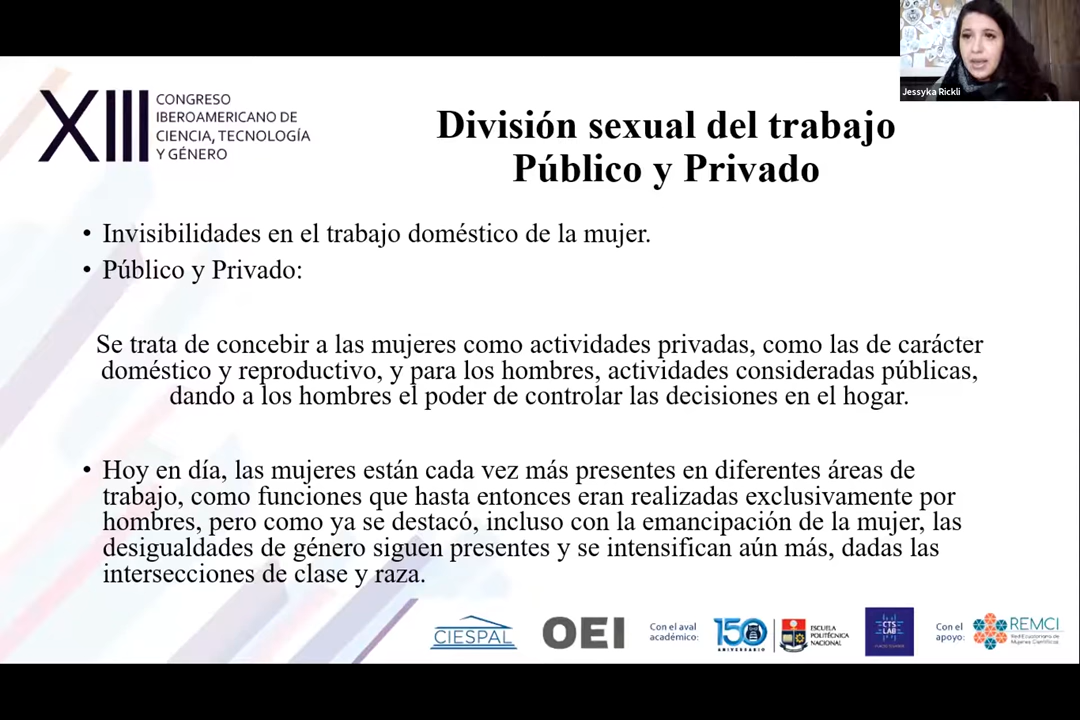 Jessyka Rickli
XIII
CONGRESO
IBEROAMERICANO DE
CIENCIA, TECNOLOGÍA
Y GÉNERO
División sexual del trabajo
Público y Privado
• Invisibilidades en el trabajo doméstico de la mujer.
• Público y Privado:
Se trata de concebir a las mujeres como actividades privadas, como las de carácter
doméstico y reproductivo, y para los hombres, actividades consideradas públicas,
dando a los hombres el poder de controlar las decisiones en el hogar.
• Hoy en día, las mujeres están cada vez más presentes en diferentes áreas de
trabajo, como funciones que hasta entonces eran realizadas exclusivamente por
hombres, pero como ya se destacó, incluso con la emancipación de la mujer, las
desigualdades de género siguen presentes y se intensifican aún más, dadas las
intersecciones de clase y raza.
CIESPAL
OEI
Con el aval
académico:
150
ANIVERSARIO
ESCUELA
POLITÉCNICA
NACIONAL
CTS
LAB
Con el
apoyo:
REMCI
Red Ecuatoriana de
Mujeres Científicas